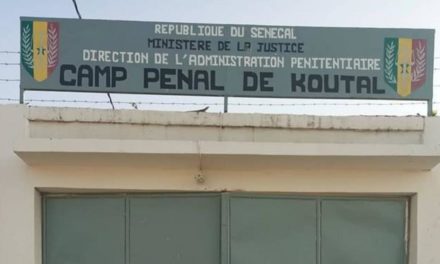 REPUBLIQUE DU SENEGAL
MINISTERE DE LA JUSTICE
DIRECTION DE L'ADMINISTRATION PENITENTIAIRE
CAMP PENAL DE KOUTAL